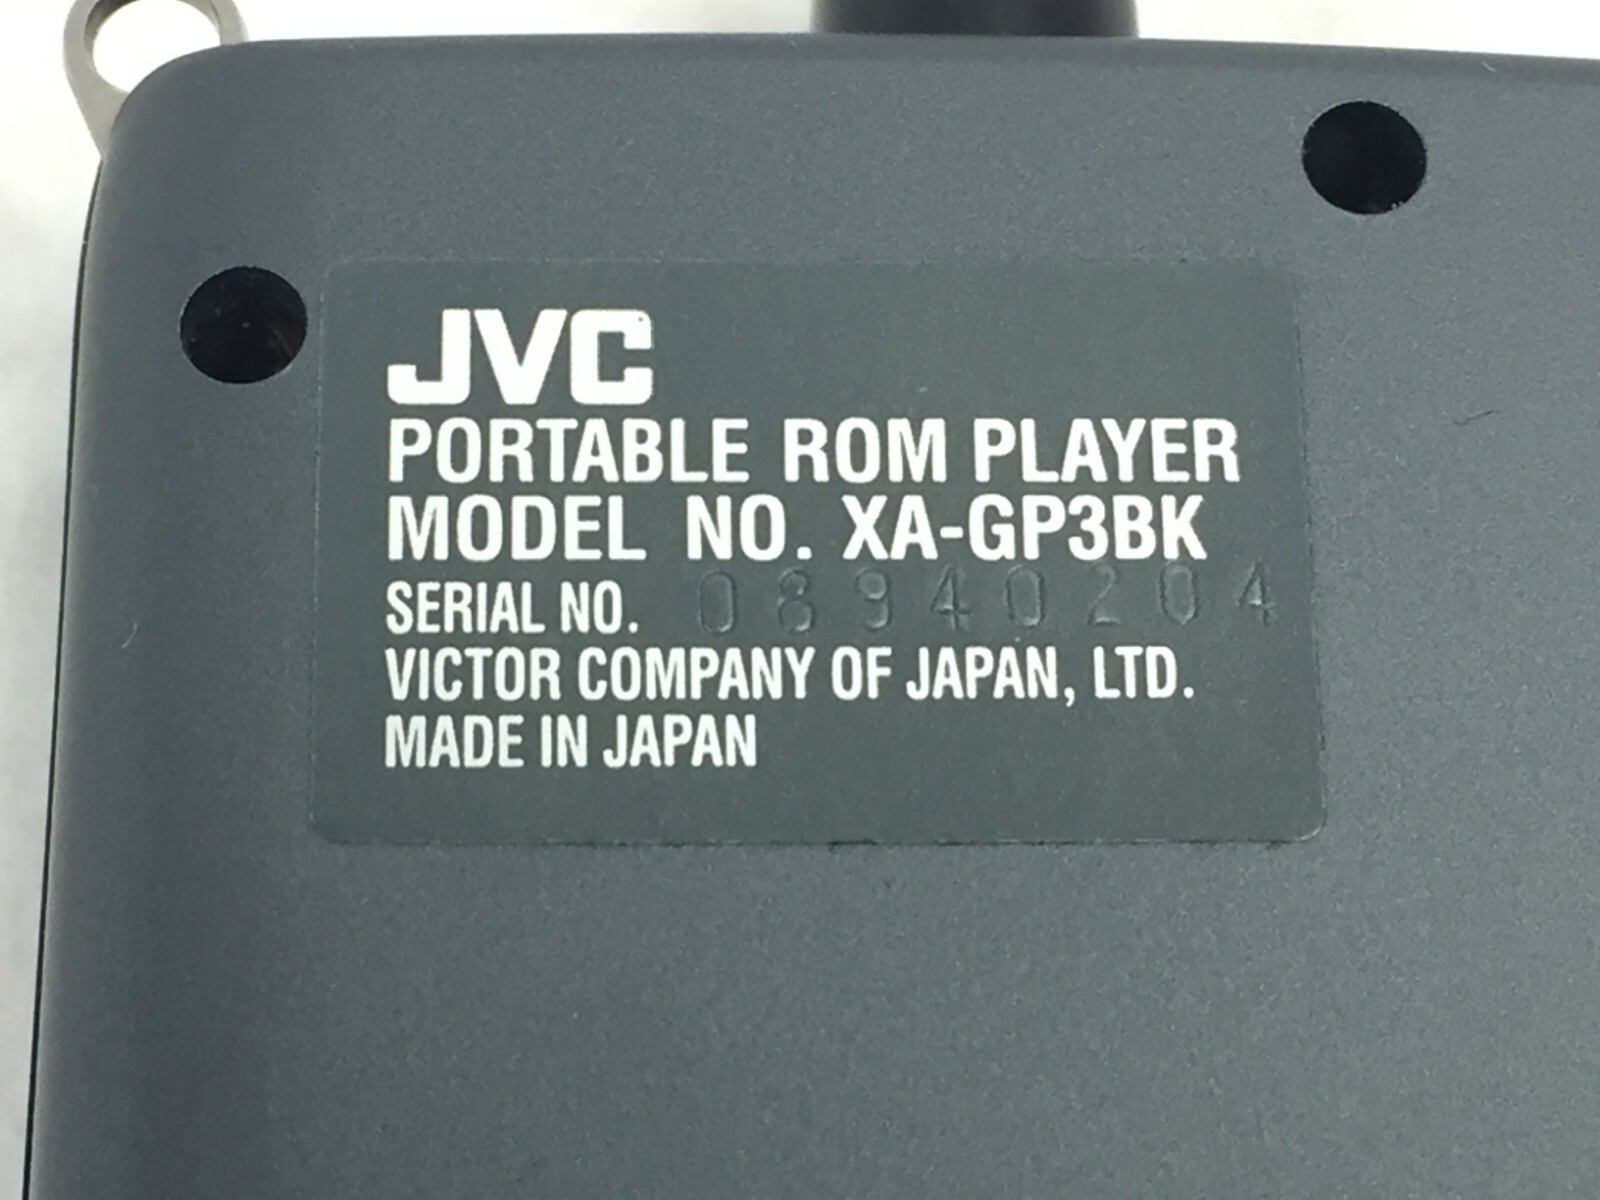 JVC
PORTABLE ROM PLAYER
MODEL NO. XA-GP3BK
SERIAL NO. 08940204
VICTOR COMPANY OF JAPAN, LTD.
MADE IN JAPAN